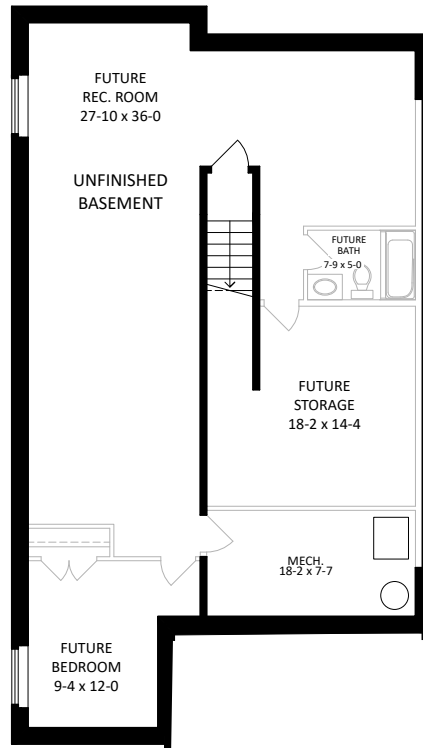 FUTURE
REC. ROOM
27-10 x 36-0
UNFINISHED
BASEMENT
FUTURE
BATH
7-9 x 5-0
FUTURE
STORAGE
18-2 x 14-4
MECH.
18-2 x 7-7
FUTURE
BEDROOM
9-4 x 12-0